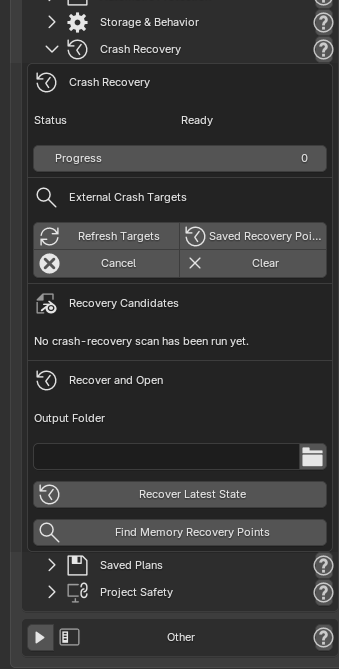 Storage & Behavior
Crash Recovery
Crash Recovery
Status Ready
Progress 0
External Crash Targets
Refresh Targets Saved Recovery Poi...
Cancel Clear
Recovery Candidates
No crash-recovery scan has been run yet.
Recover and Open
Output Folder
Recover Latest State
Find Memory Recovery Points
Saved Plans
Project Safety
Other